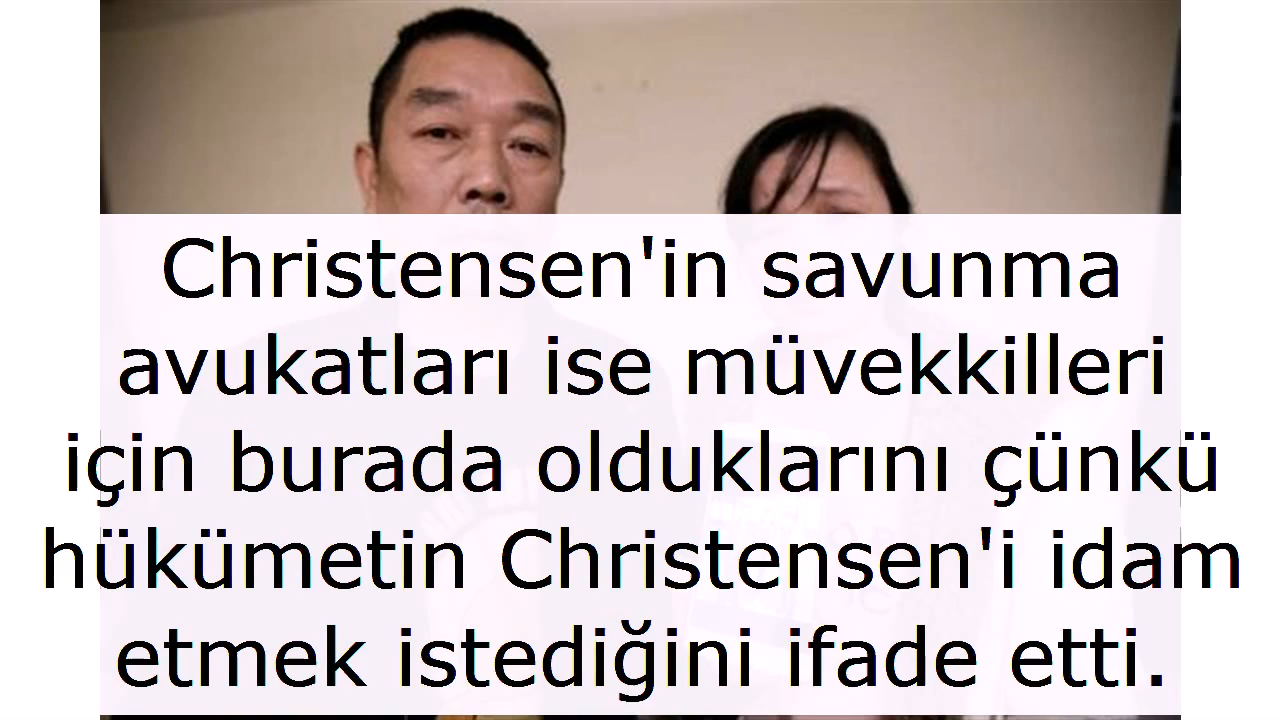 Christensen'in savunma
avukatları ise müvekkilleri
için burada olduklarını çünkü
hükümetin Christensen'i idam
etmek istediğini ifade etti.